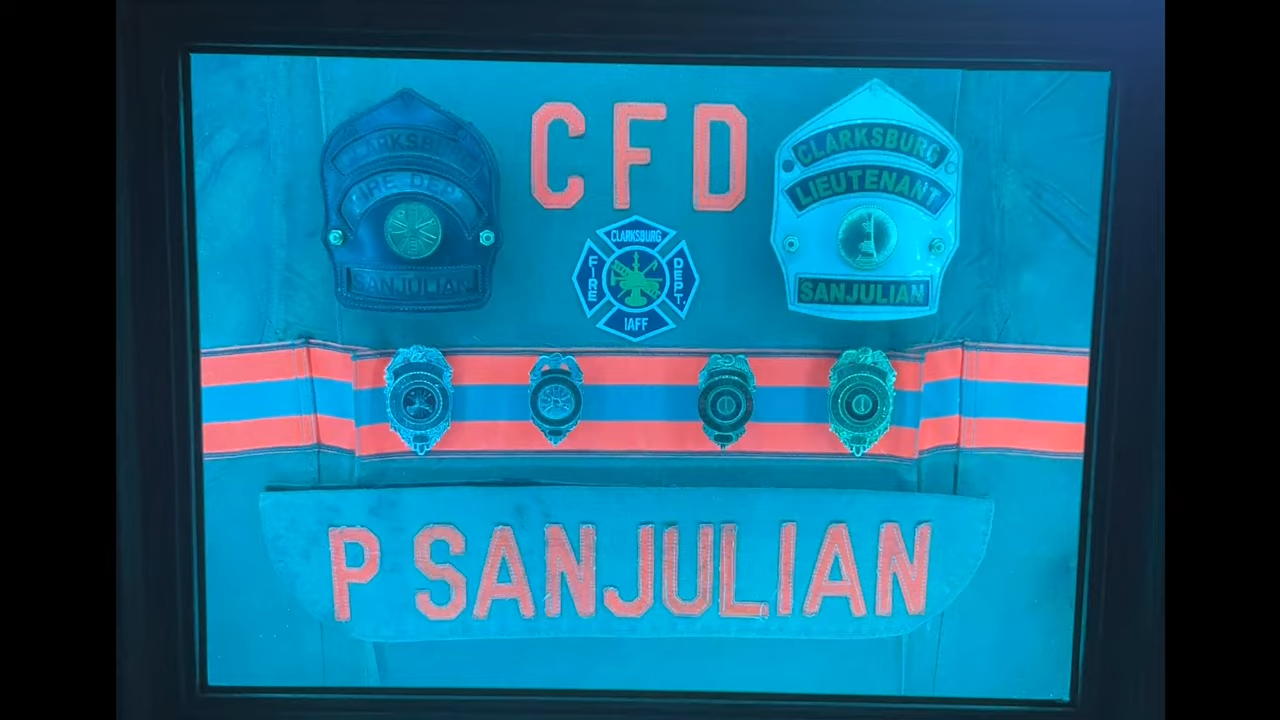 CFD
CLARKSBURG
FIRE DEPT
SANJULIAN
CLARKSBURG
FIRE
DEPT.
IAFF
CLARKSBURG
LIEUTENANT
SANJULIAN
P SANJULIAN